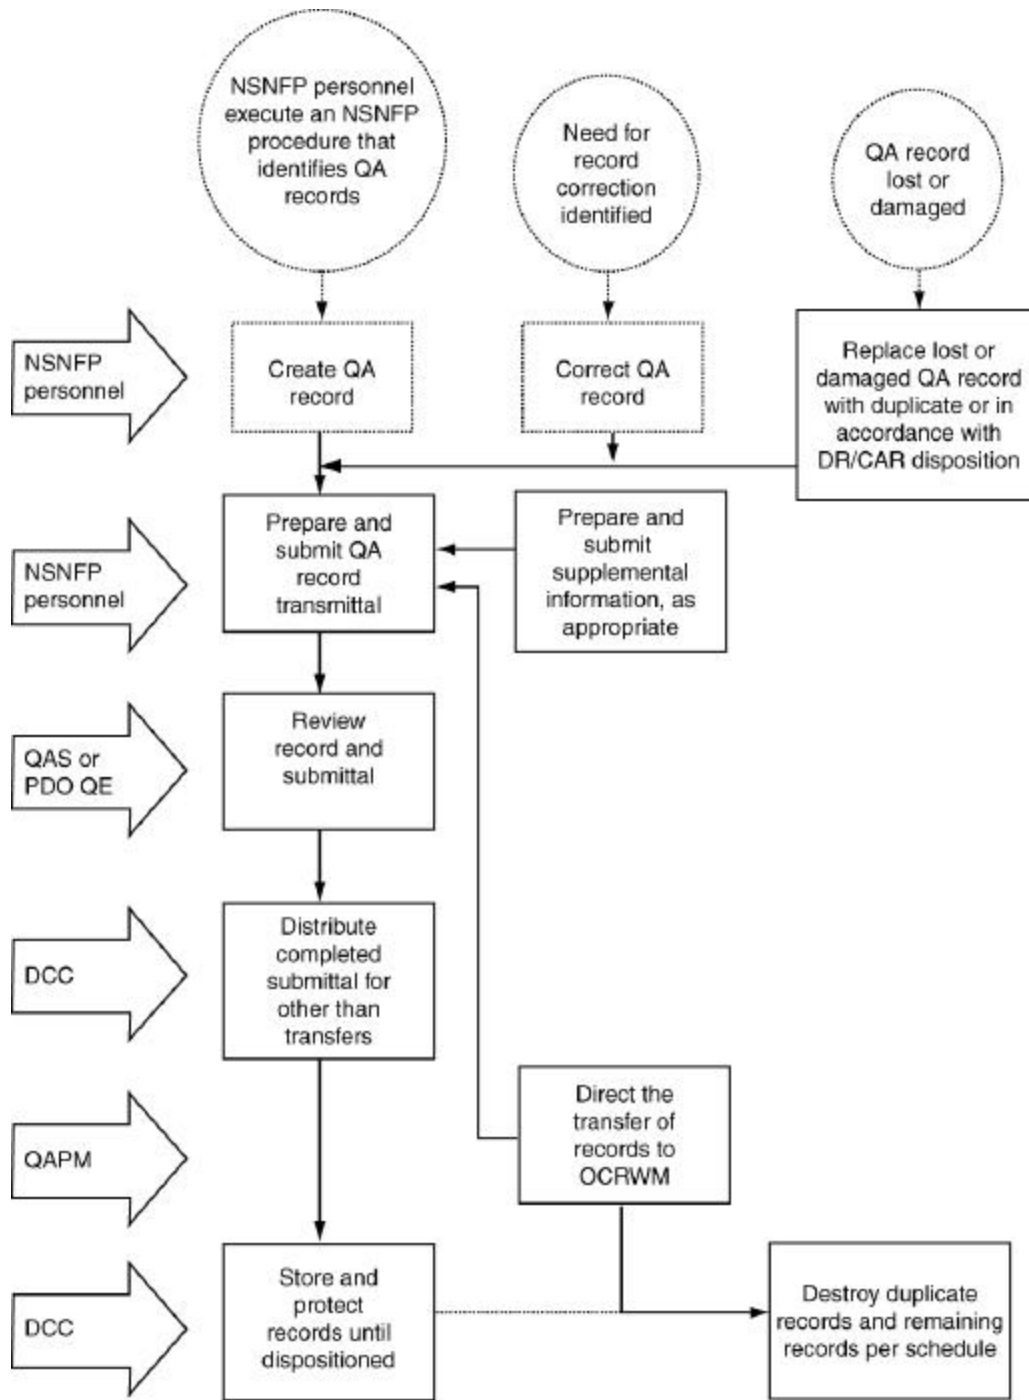 NSNFP personnel
execute an NSNFP
procedure that
identifies QA
records
Need for
record
correction
identified
QA record
lost or
damaged
NSNFP
personnel
Create QA
record
Correct QA
record
Replace lost or
damaged QA record
with duplicate or in
accordance with
DR/CAR disposition
NSNFP
personnel
Prepare and
submit QA
record
transmittal
Prepare and
submit
supplemental
information, as
appropriate
QAS or
PDO QE
Review
record and
submittal
DCC
Distribute
completed
submittal for
other than
transfers
QAPM
Direct the
transfer of
records to
OCRWM
DCC
Store and
protect
records until
dispositioned
Destroy duplicate
records and remaining
records per schedule